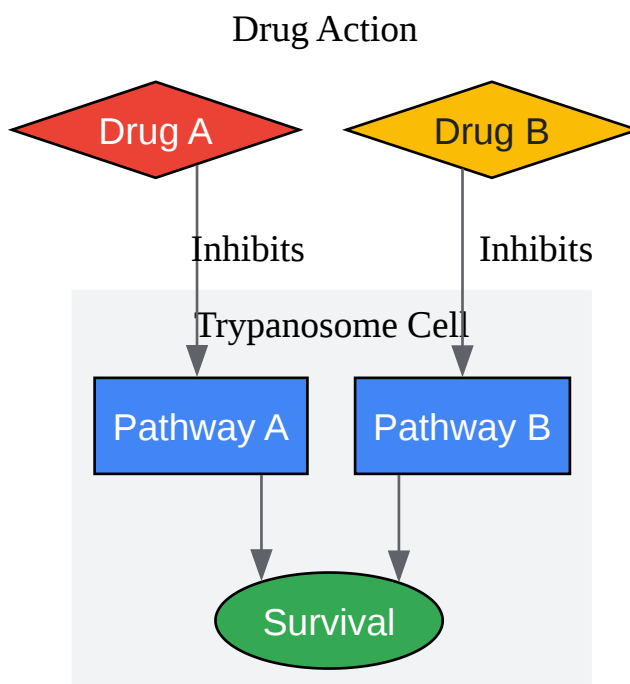 Drug Action
Drug A
Drug B
Inhibits
Inhibits
Trypanosome Cell
Pathway A
Pathway B
Survival